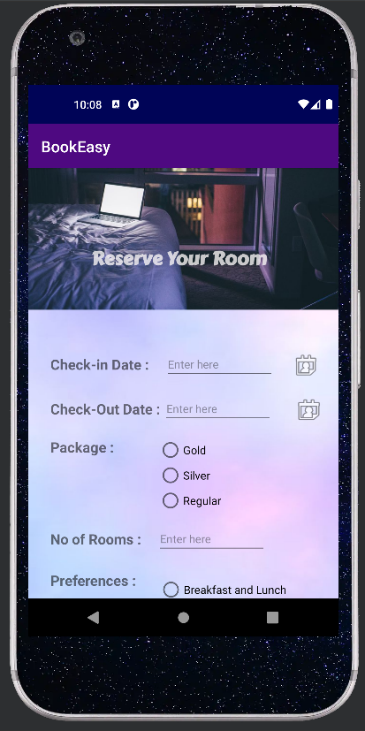 10:08
BookEasy
Reserve Your Room
Check-in Date : Enter here
Check-Out Date : Enter here
Package : Gold
Silver
Regular
No of Rooms : Enter here
Preferences : Breakfast and Lunch